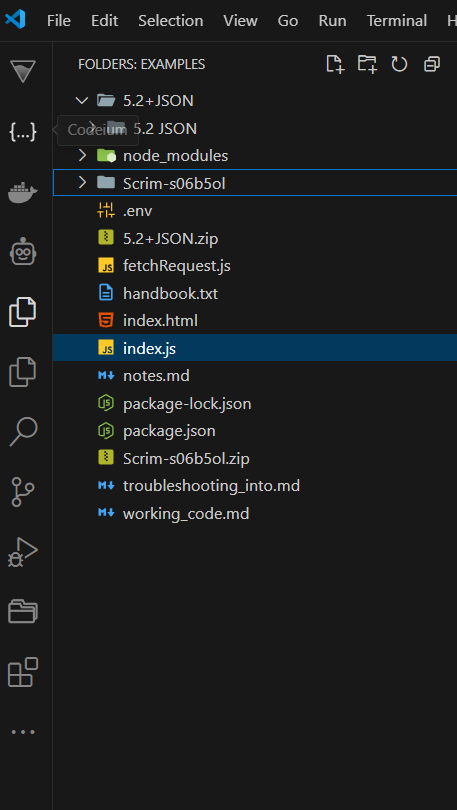 File Edit Selection View Go Run Terminal H
FOLDERS: EXAMPLES
5.2+JSON
{...} Codeium 5.2 JSON
node_modules
Scrim-s06b5ol
.env
5.2+JSON.zip
JS fetchRequest.js
handbook.txt
index.html
JS index.js
notes.md
package-lock.json
package.json
Scrim-s06b5ol.zip
troubleshooting_into.md
working_code.md